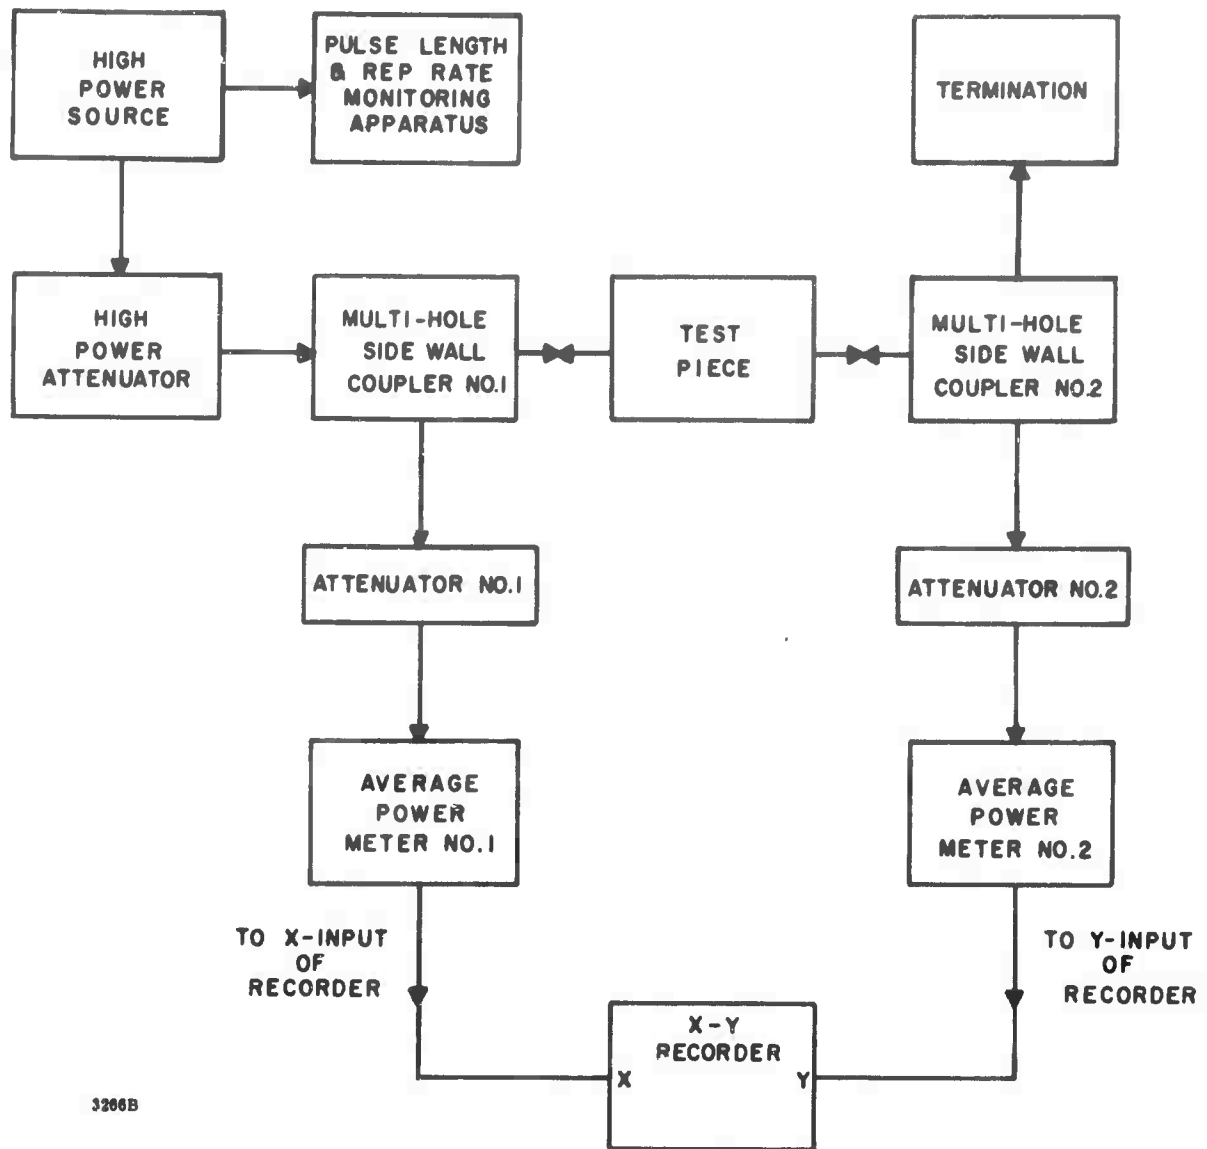 HIGH
POWER
SOURCE
PULSE LENGTH
& REP RATE
MONITORING
APPARATUS
TERMINATION
HIGH
POWER
ATTENUATOR
MULTI-HOLE
SIDE WALL
COUPLER NO.1
TEST
PIECE
MULTI-HOLE
SIDE WALL
COUPLER NO.2
ATTENUATOR NO.1
ATTENUATOR NO.2
AVERAGE
POWER
METER NO.1
AVERAGE
POWER
METER NO.2
TO X-INPUT
OF
RECORDER
TO Y-INPUT
OF
RECORDER
X-Y
RECORDER
X
Y
3266B